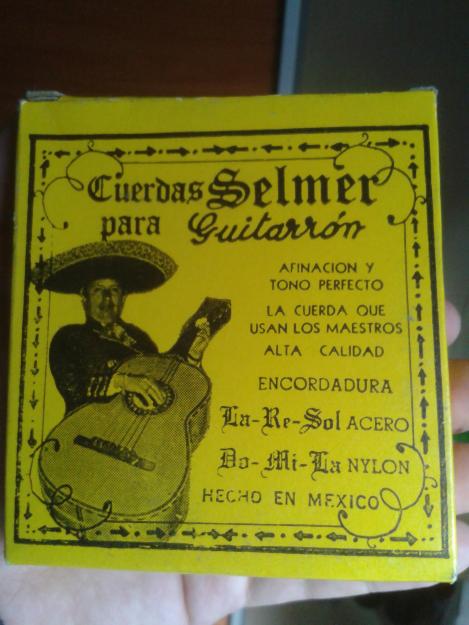 Cuerdas Selmer
para Guitarrón
AFINACION Y
TONO PERFECTO
LA CUERDA QUE
USAN LOS MAESTROS
ALTA CALIDAD
ENCORDADURA
La-Re-Sol ACERO
Do-Mi-La NYLON
HECHO EN MEXICO